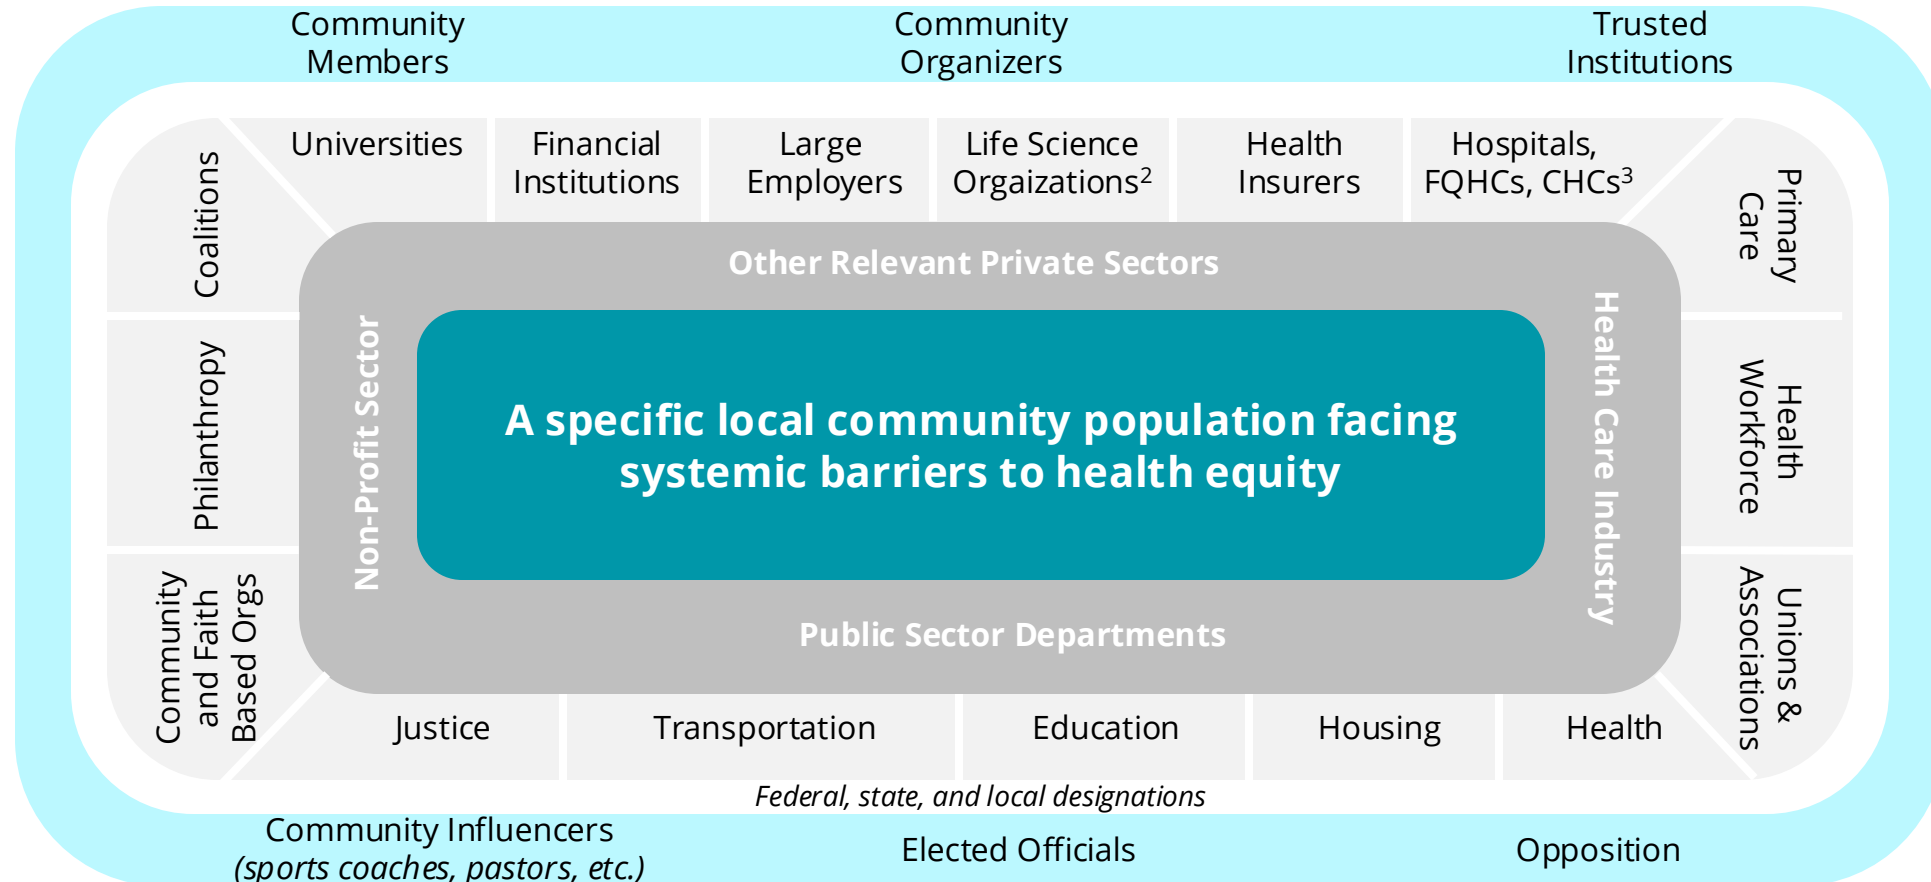 Community
Members
Community
Organizers
Trusted
Institutions
Universities
Financial
Institutions
Large
Employers
Life Science
Orgaizations²
Health
Insurers
Hospitals,
FQHCs, CHCs³
Coalitions
Philanthropy
Community
and Faith
Based Orgs
Primary
Care
Health
Workforce
Unions &
Associations
Other Relevant Private Sectors
Non-Profit Sector
Health Care Industry
A specific local community population facing
systemic barriers to health equity
Public Sector Departments
Justice
Transportation
Education
Housing
Health
Federal, state, and local designations
Community Influencers
(sports coaches, pastors, etc.)
Elected Officials
Opposition